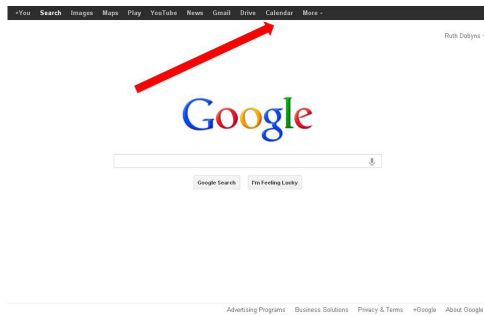 +You Search Images Maps Play YouTube News Gmail Drive Calendar More
Ruth Debyns
Google
Google Search I'm Feeling Lucky
Advertising Programs Business Solutions Privacy & Terms +Google About Google